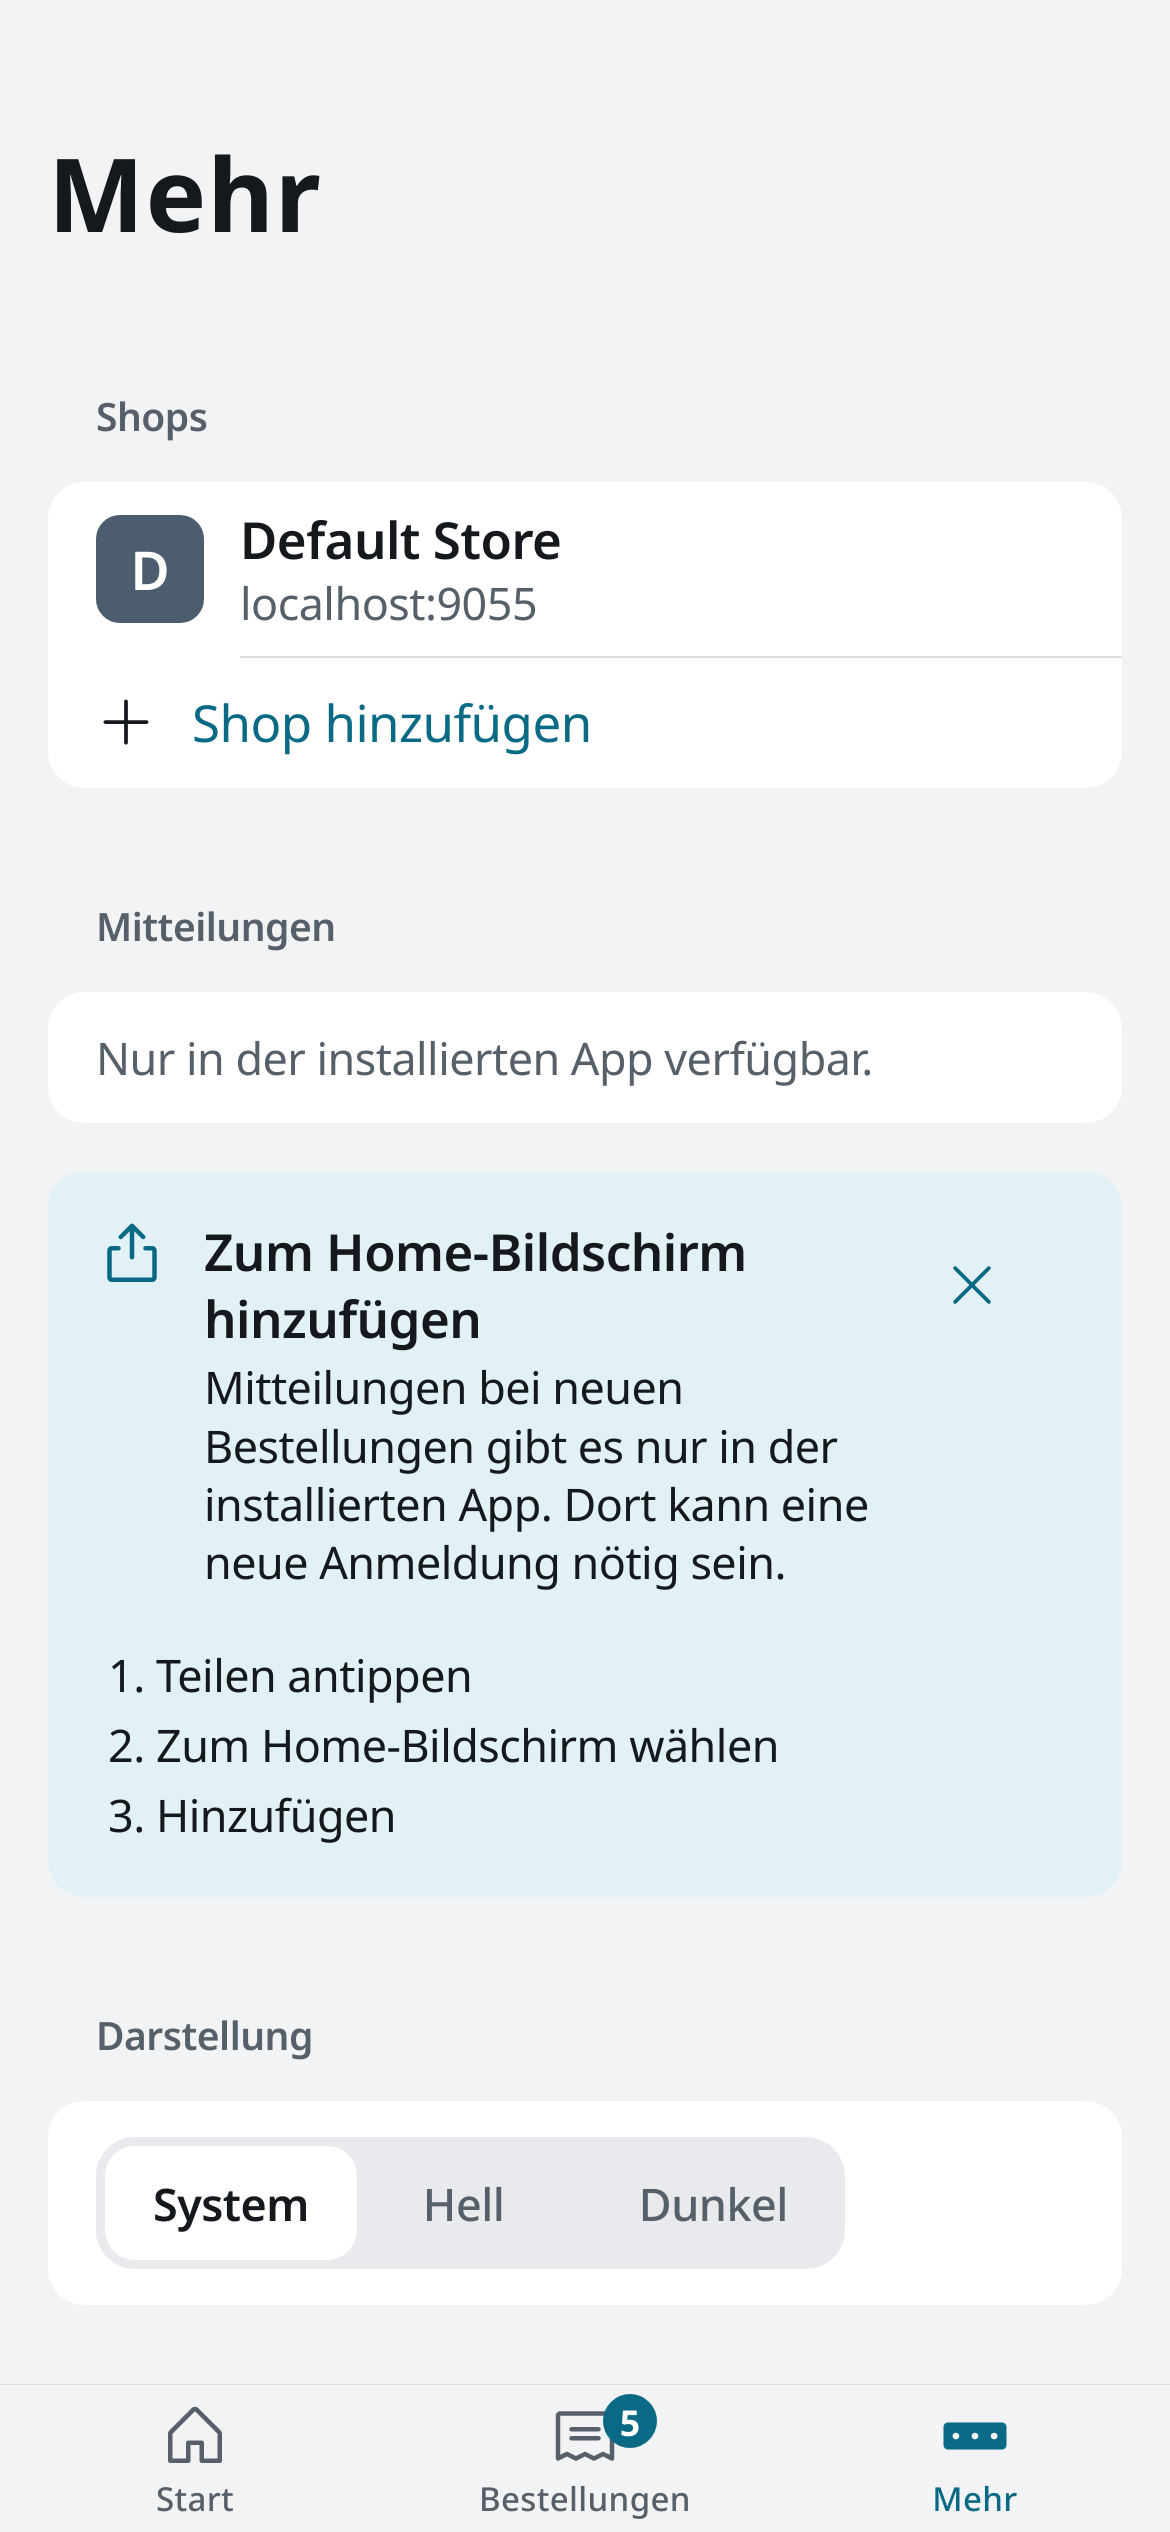 Mehr
Shops
D
Default Store
localhost:9055
Shop hinzufügen
Mitteilungen
Nur in der installierten App verfügbar.
Zum Home-Bildschirm
hinzufügen
Mitteilungen bei neuen
Bestellungen gibt es nur in der
installierten App. Dort kann eine
neue Anmeldung nötig sein.
1. Teilen antippen
2. Zum Home-Bildschirm wählen
3. Hinzufügen
Darstellung
System Hell Dunkel
5
Start Bestellungen Mehr